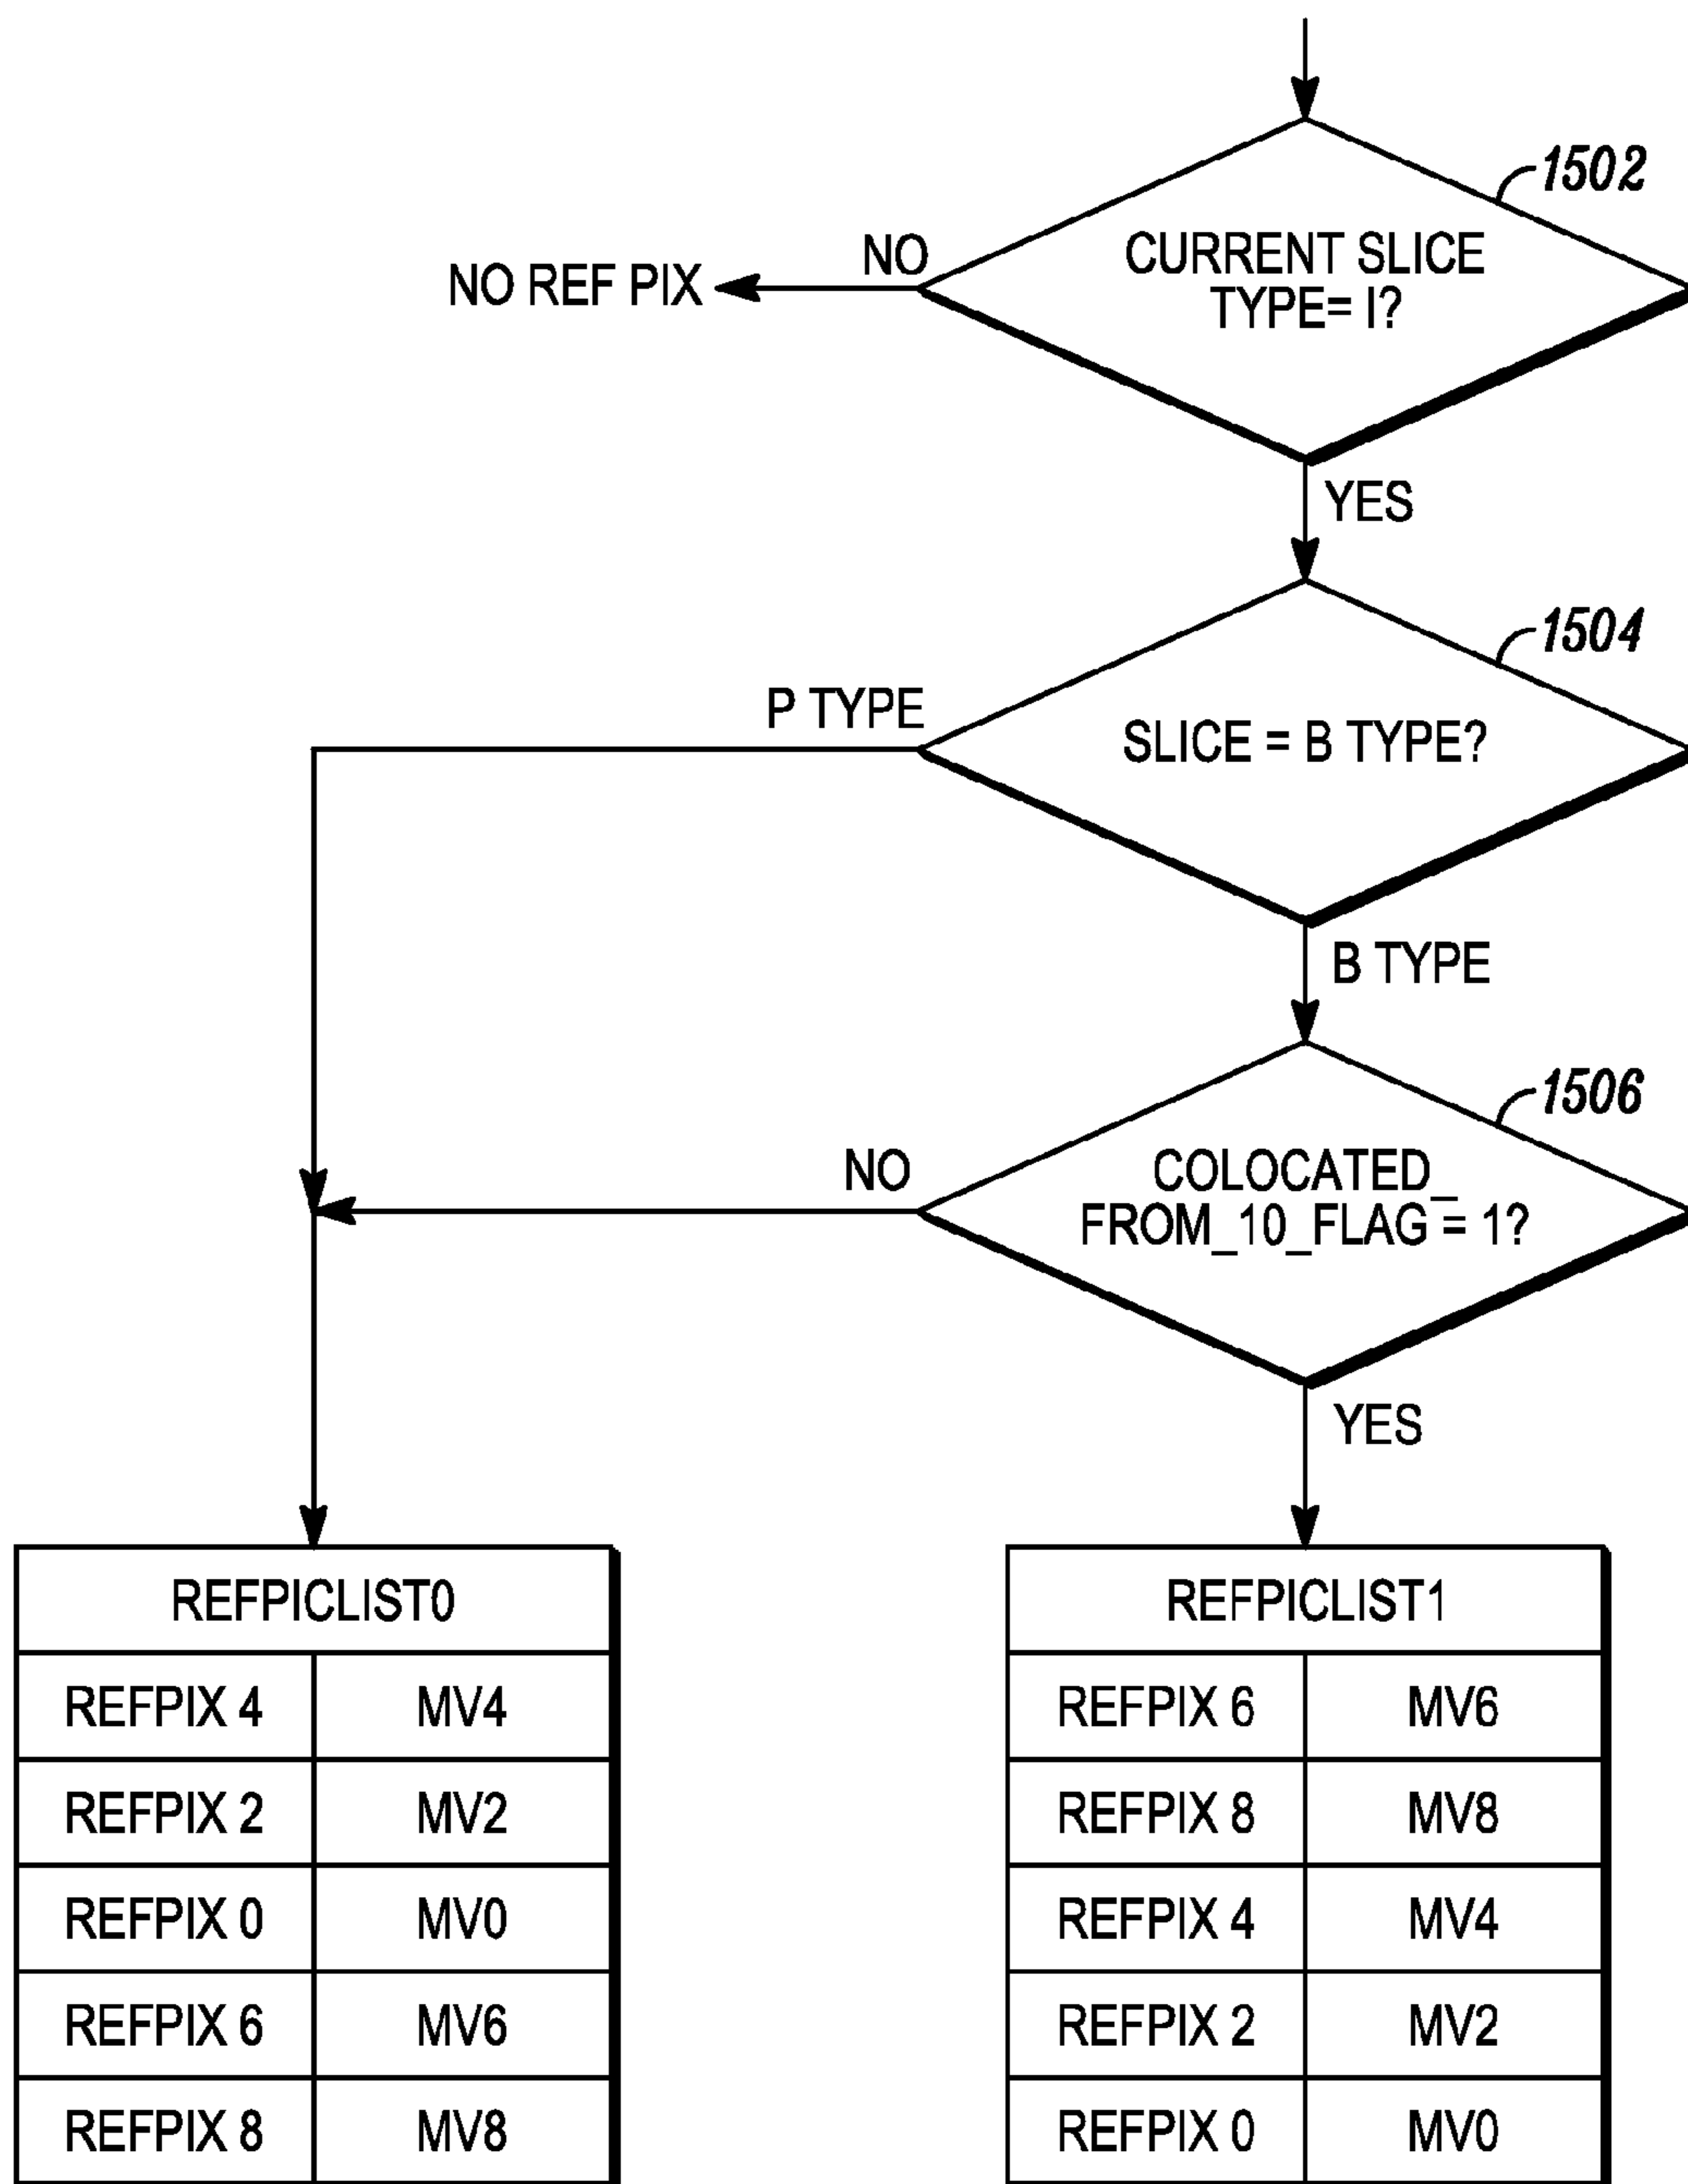 1502
CURRENT SLICE
TYPE= I?
NO
NO REF PIX
YES
1504
P TYPE
SLICE = B TYPE?
B TYPE
1506
NO
COLOCATED_
FROM_10_FLAG = 1?
YES
REFPICLIST0
REFPIX 4 MV4
REFPIX 2 MV2
REFPIX 0 MV0
REFPIX 6 MV6
REFPIX 8 MV8
REFPICLIST1
REFPIX 6 MV6
REFPIX 8 MV8
REFPIX 4 MV4
REFPIX 2 MV2
REFPIX 0 MV0